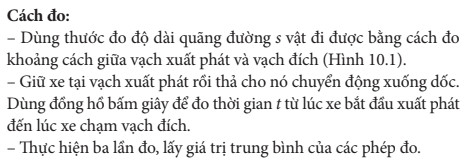 Cách đo:
– Dùng thước đo độ dài quãng đường s vật đi được bằng cách đo
khoảng cách giữa vạch xuất phát và vạch đích (Hình 10.1).
– Giữ xe tại vạch xuất phát rồi thả cho nó chuyển động xuống dốc.
Dùng đồng hồ bấm giây để đo thời gian t từ lúc xe bắt đầu xuất phát
đến lúc xe chạm vạch đích.
– Thực hiện ba lần đo, lấy giá trị trung bình của các phép đo.